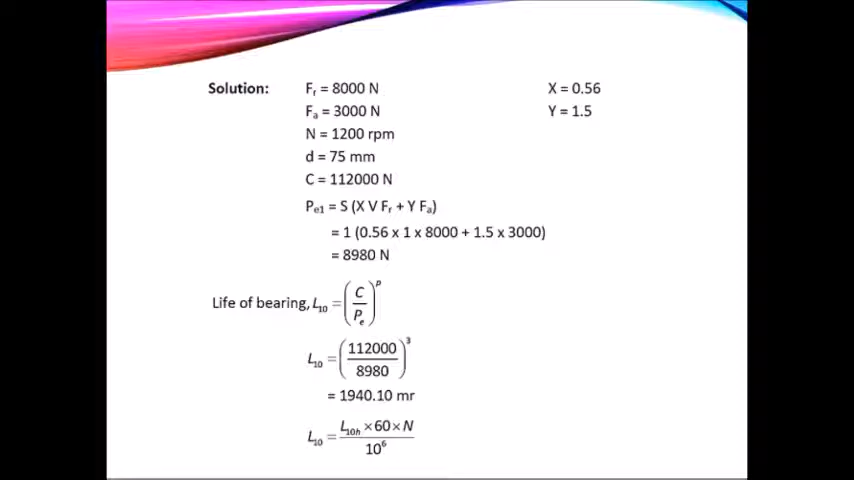 Solution: Fr = 8000 N X = 0.56
Fa = 3000 N Y = 1.5
N = 1200 rpm
d = 75 mm
C = 112000 N
Pe1 = S (X V Fr + Y Fa)
= 1 (0.56 x 1 x 8000 + 1.5 x 3000)
= 8980 N
Life of bearing, L10 = (C/Pe)^p
L10 = (112000/8980)^3
= 1940.10 mr
L10 = L10h × 60 × N / 10^6